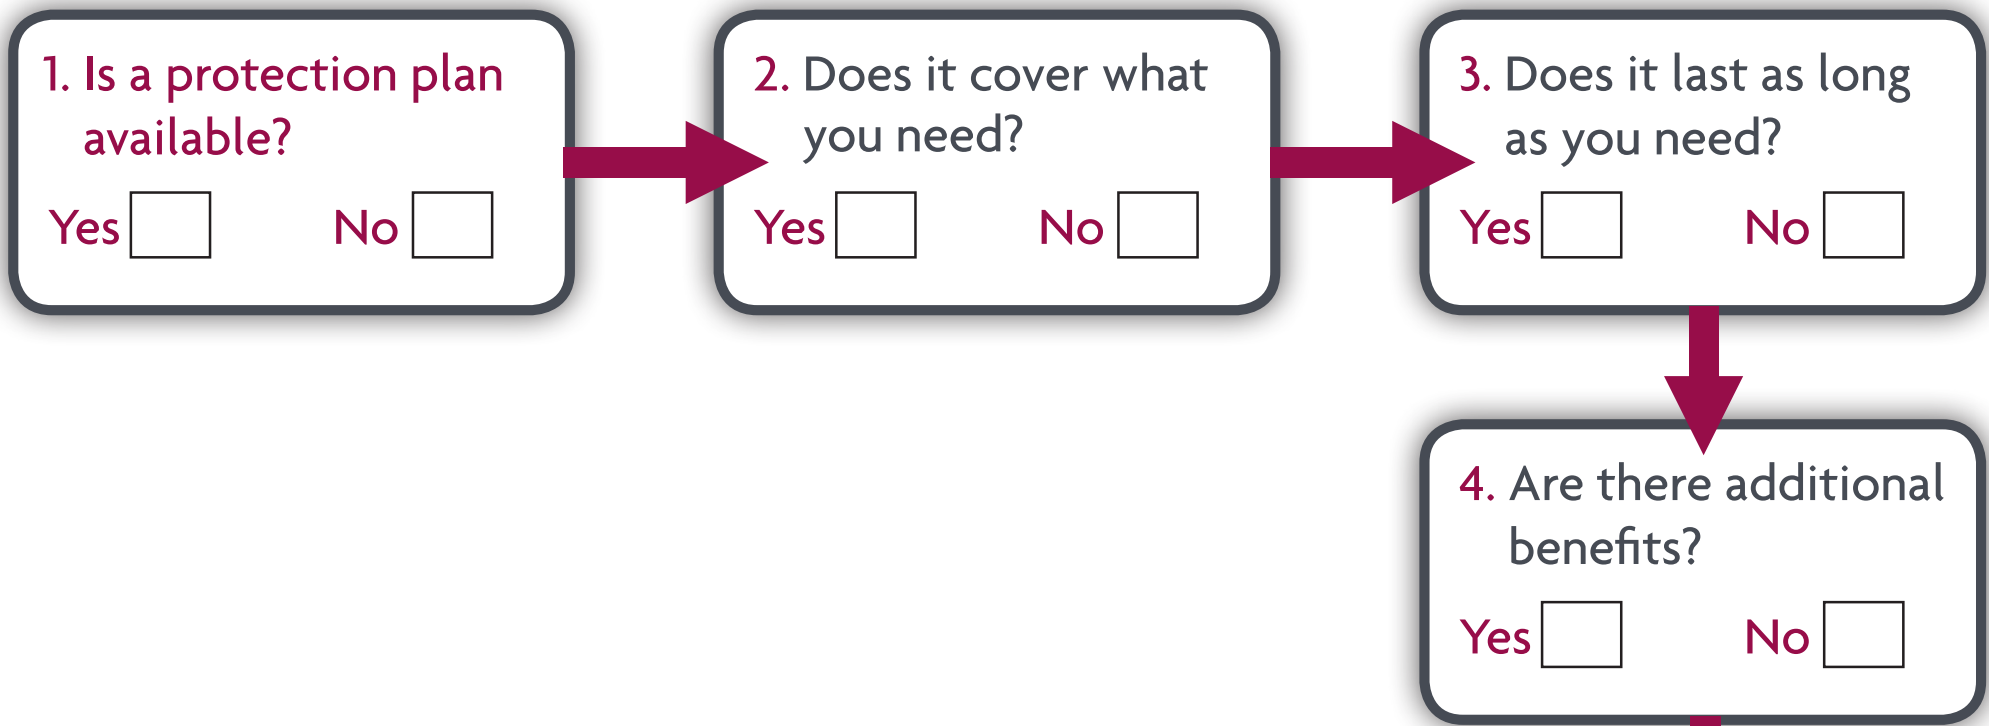 1. Is a protection plan
available?
Yes No
2. Does it cover what
you need?
Yes No
3. Does it last as long
as you need?
Yes No
4. Are there additional
benefits?
Yes No